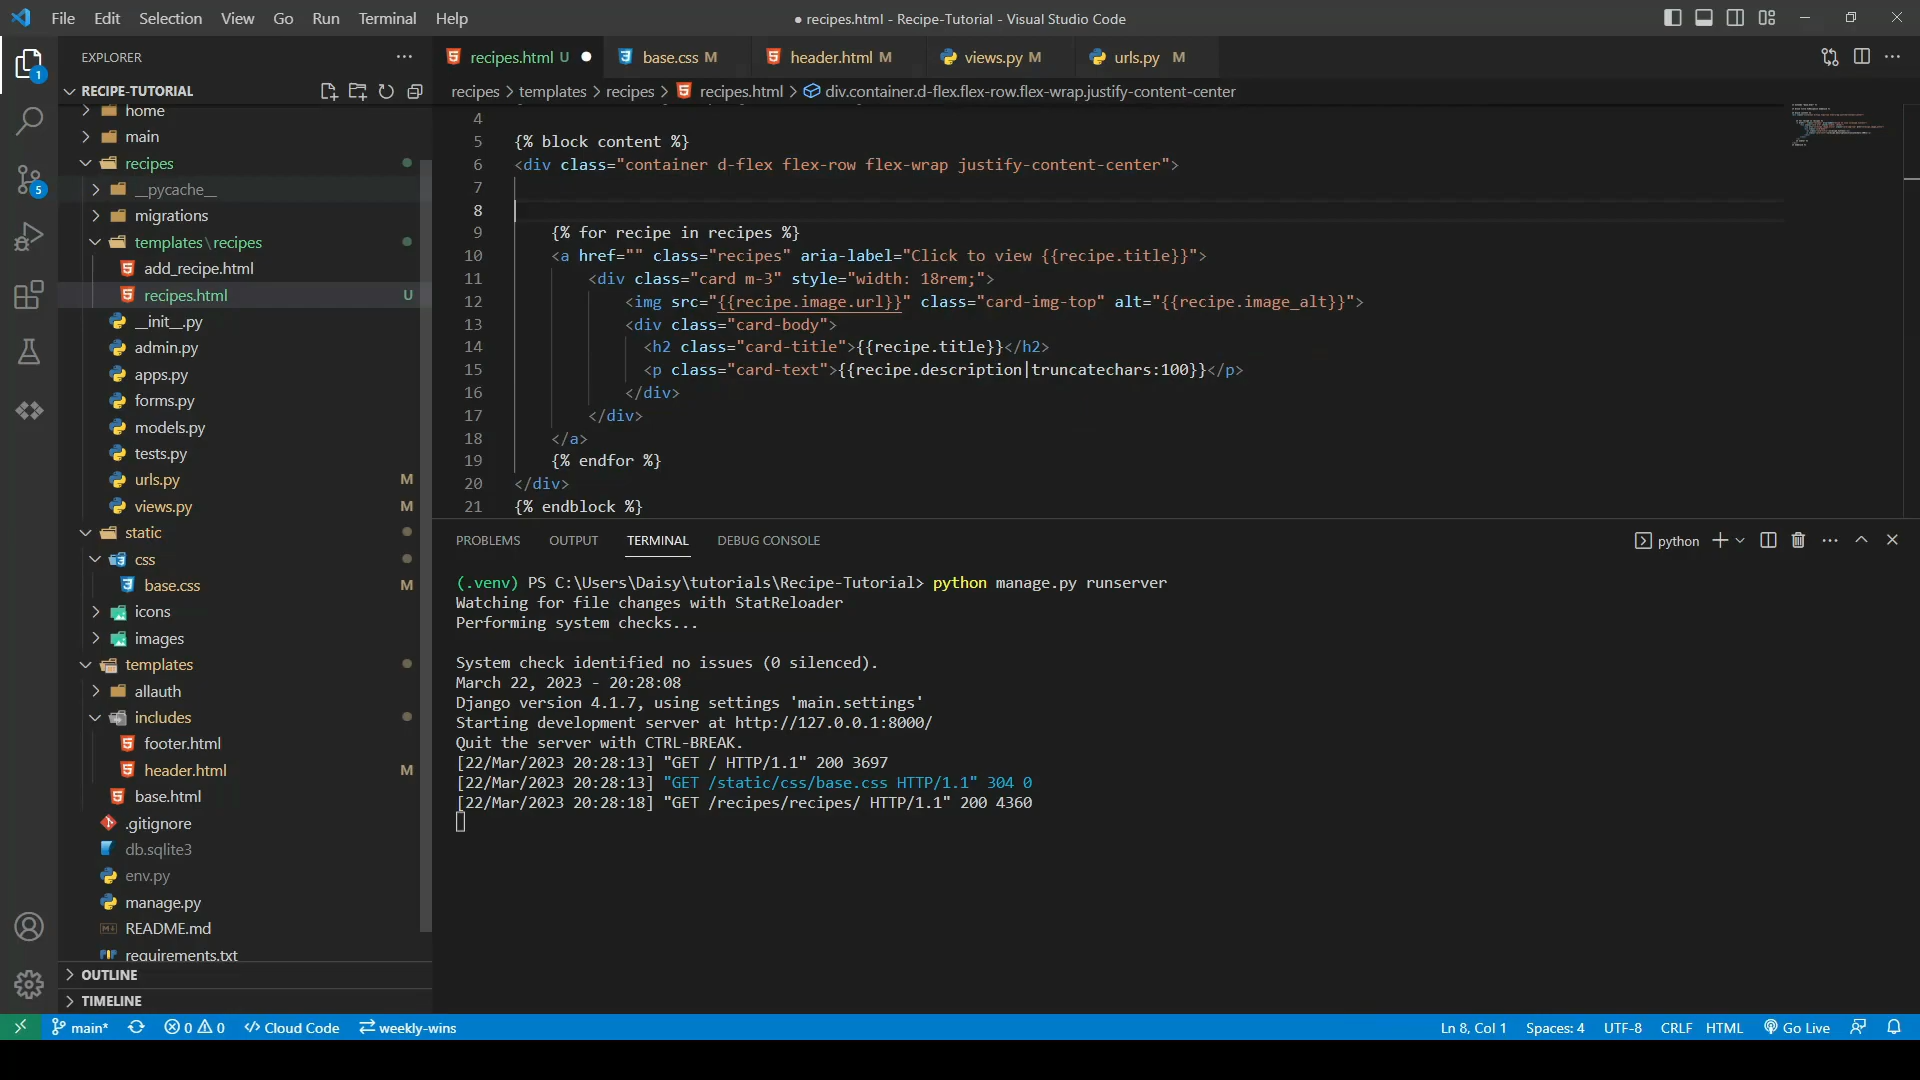 File Edit Selection View Go Run Terminal Help
● recipes.html - Recipe-Tutorial - Visual Studio Code
EXPLORER
RECIPE-TUTORIAL
home
main
recipes
__pycache__
migrations
templates\recipes
add_recipe.html
recipes.html U
__init__.py
admin.py
apps.py
forms.py
models.py
tests.py
urls.py M
views.py M
static
css
base.css M
icons
images
templates
allauth
includes
footer.html
header.html M
base.html
.gitignore
db.sqlite3
env.py
manage.py
README.md
requirements.txt
OUTLINE
TIMELINE
1
5
recipes.html U ● base.css M header.html M views.py M urls.py M
recipes > templates > recipes > recipes.html > div.container.d-flex.flex-row.flex-wrap.justify-content-center
4
5 {% block content %}
6 <div class="container d-flex flex-row flex-wrap justify-content-center">
7
8
9 {% for recipe in recipes %}
10 <a href="" class="recipes" aria-label="Click to view {{recipe.title}}">
11 <div class="card m-3" style="width: 18rem;">
12 <img src="{{recipe.image.url}}" class="card-img-top" alt="{{recipe.image_alt}}">
13 <div class="card-body">
14 <h2 class="card-title">{{recipe.title}}</h2>
15 <p class="card-text">{{recipe.description|truncatechars:100}}</p>
16 </div>
17 </div>
18 </a>
19 {% endfor %}
20 </div>
21 {% endblock %}
PROBLEMS OUTPUT TERMINAL DEBUG CONSOLE
python
(.venv) PS C:\Users\Daisy\tutorials\Recipe-Tutorial> python manage.py runserver
Watching for file changes with StatReloader
Performing system checks...
System check identified no issues (0 silenced).
March 22, 2023 - 20:28:08
Django version 4.1.7, using settings 'main.settings'
Starting development server at http://127.0.0.1:8000/
Quit the server with CTRL-BREAK.
[22/Mar/2023 20:28:13] "GET / HTTP/1.1" 200 3697
[22/Mar/2023 20:28:13] "GET /static/css/base.css HTTP/1.1" 304 0
[22/Mar/2023 20:28:18] "GET /recipes/recipes/ HTTP/1.1" 200 4360
main* 0 0 Cloud Code weekly-wins
Ln 8, Col 1 Spaces: 4 UTF-8 CRLF HTML Go Live